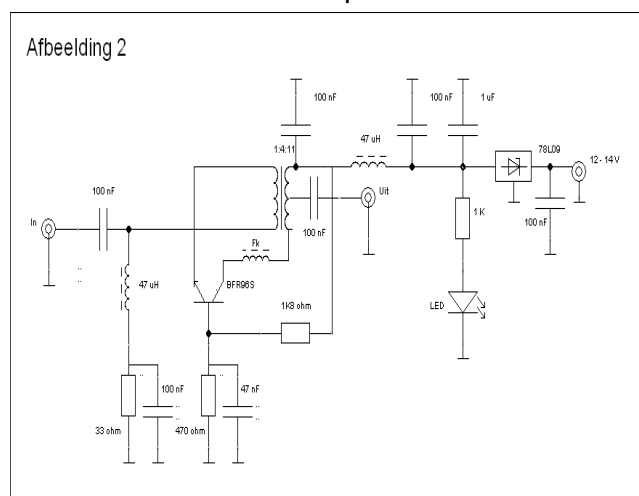 Afbeelding 2
100 nF
100 nF
1 uF
1:4:11
47 uH
78L09
12 - 14 V
100 nF
Uit
In
100 nF
1 K
100 nF
Fk
47 uH
BFR96S
1K8 ohm
LED
100 nF
47 nF
33 ohm
470 ohm